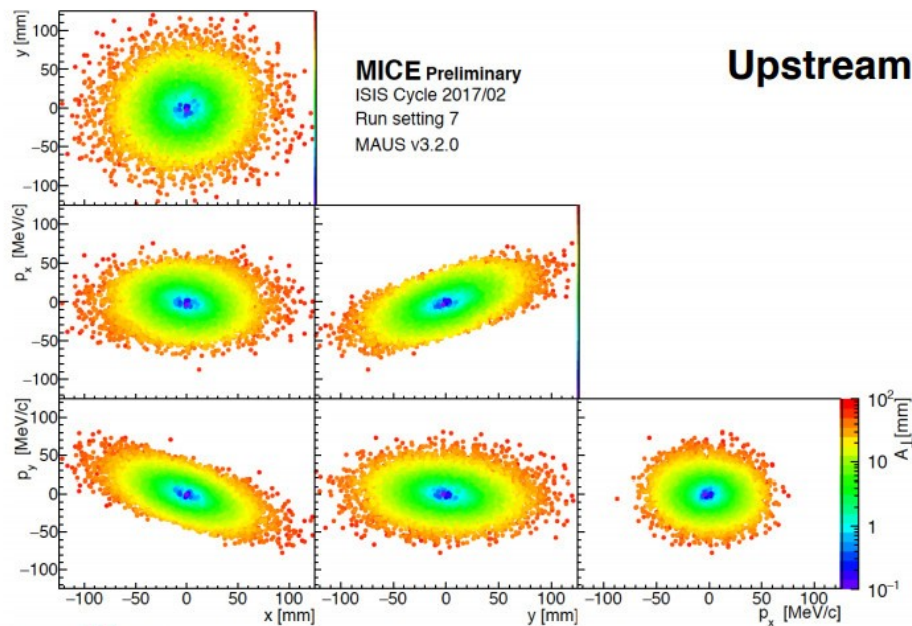 y [mm]
100
50
0
−50
−100
MICE Preliminary
ISIS Cycle 2017/02
Run setting 7
MAUS v3.2.0
Upstream
p_x [MeV/c]
100
50
0
−50
−100
p_y [MeV/c]
100
50
0
−50
−100
10^2
10
1
10^−1
A_⊥ [mm]
−100 −50 0 50 100
x [mm]
−100 −50 0 50 100
y [mm]
−100 −50 0 50 100
p_x [MeV/c]